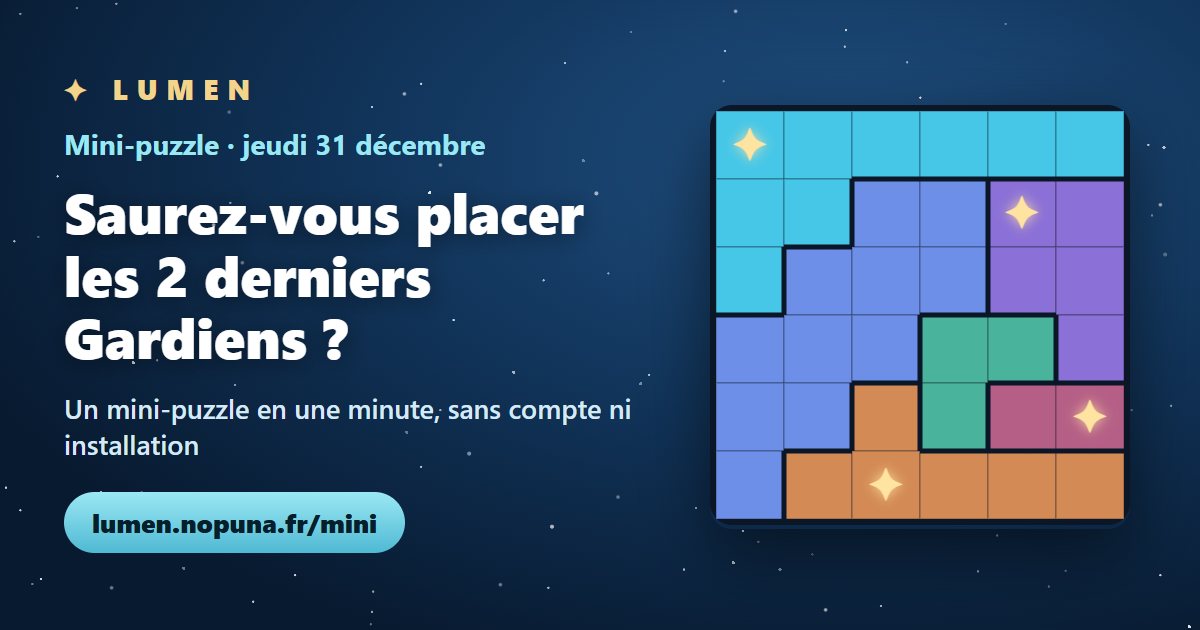 ✦ LUMEN
Mini-puzzle · jeudi 31 décembre
Saurez-vous placer
les 2 derniers
Gardiens ?
Un mini-puzzle en une minute, sans compte ni
installation
lumen.nopuna.fr/mini